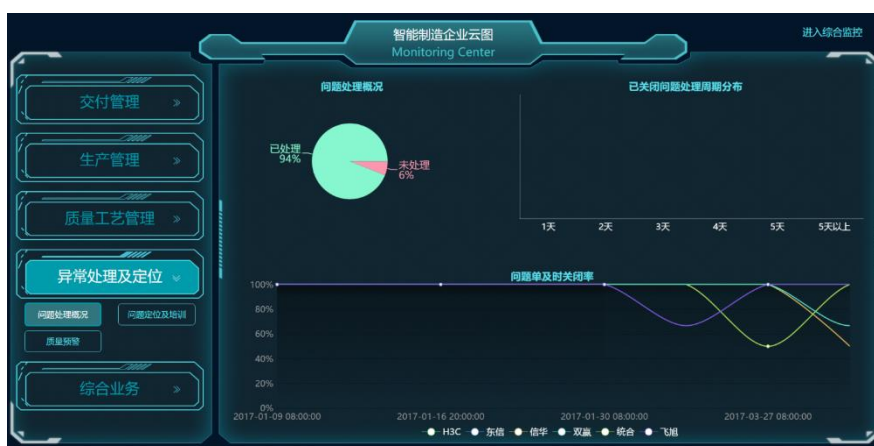 智能制造企业云图
Monitoring Center
进入综合监控
交付管理
生产管理
质量工艺管理
异常处理及定位
问题处理概况
问题定位及培训
质量预警
综合业务
问题处理概况
已处理
94%
未处理
6%
已关闭问题处理周期分布
1天 2天 3天 4天 5天 5天以上
问题单及时关闭率
100%
80%
60%
40%
20%
0%
2017-01-09 08:00:00 2017-01-16 20:00:00 2017-01-30 08:00:00 2017-03-27 08:00:00
H3C 东信 信华 双赢 统合 飞旭